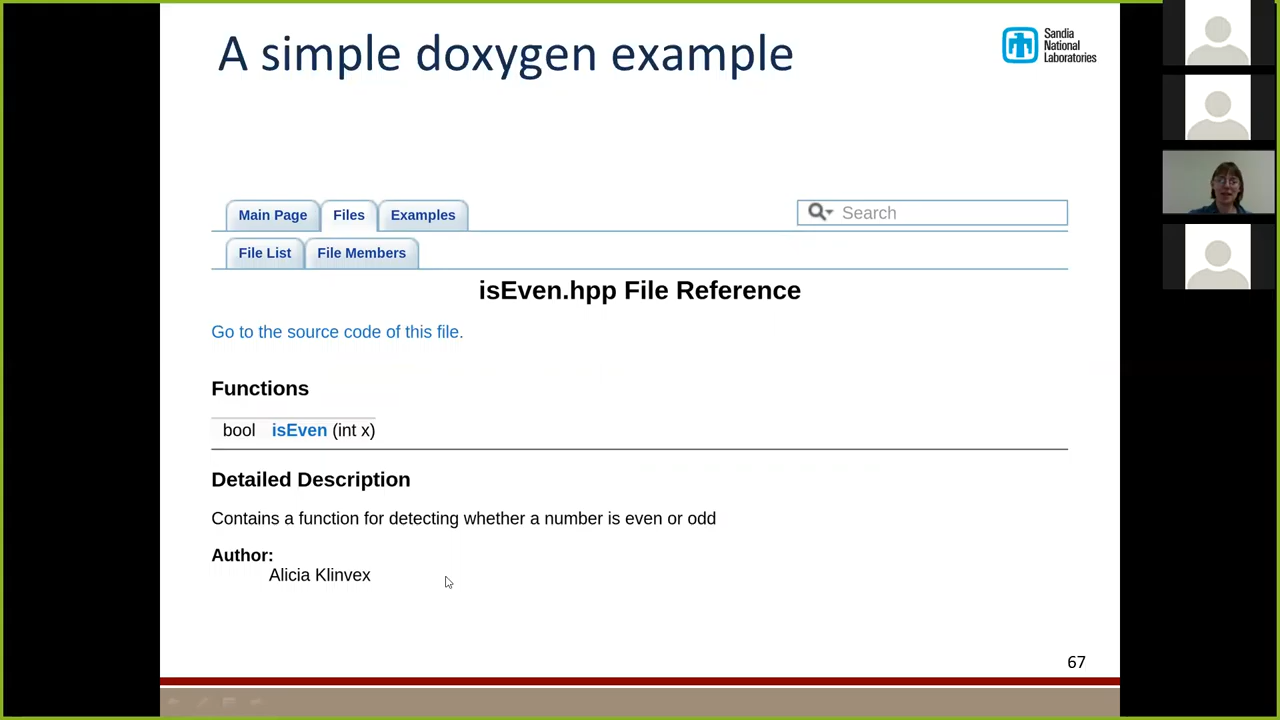 A simple doxygen example
Sandia
National
Laboratories
Main Page Files Examples
Search
File List File Members
isEven.hpp File Reference
Go to the source code of this file.
Functions
bool isEven (int x)
Detailed Description
Contains a function for detecting whether a number is even or odd
Author:
Alicia Klinvex
67